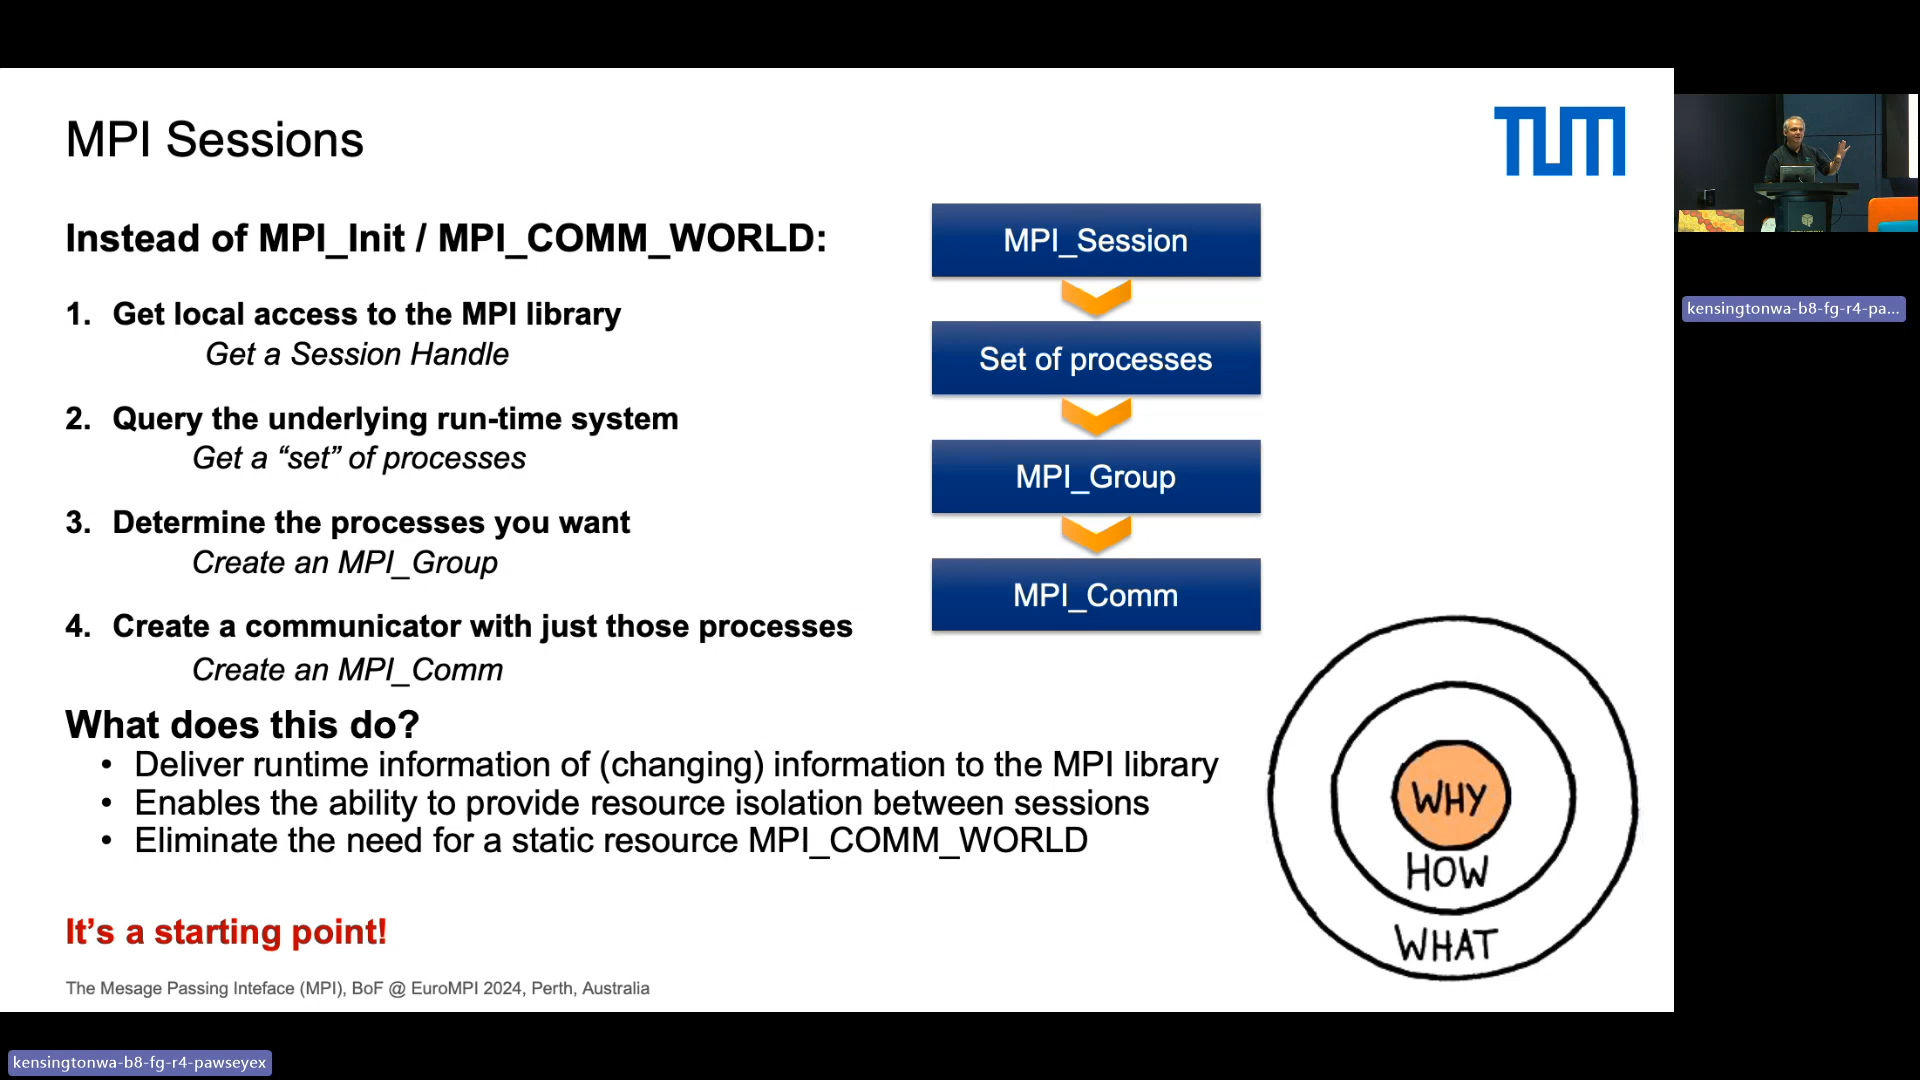 MPI Sessions
TUM
Instead of MPI_Init / MPI_COMM_WORLD:
1. Get local access to the MPI library
Get a Session Handle
2. Query the underlying run-time system
Get a “set” of processes
3. Determine the processes you want
Create an MPI_Group
4. Create a communicator with just those processes
Create an MPI_Comm
MPI_Session
Set of processes
MPI_Group
MPI_Comm
What does this do?
• Deliver runtime information of (changing) information to the MPI library
• Enables the ability to provide resource isolation between sessions
• Eliminate the need for a static resource MPI_COMM_WORLD
WHY
HOW
WHAT
It’s a starting point!
The Mesage Passing Inteface (MPI), BoF @ EuroMPI 2024, Perth, Australia
kensingtonwa-b8-fg-r4-pa...
kensingtonwa-b8-fg-r4-pawseyex